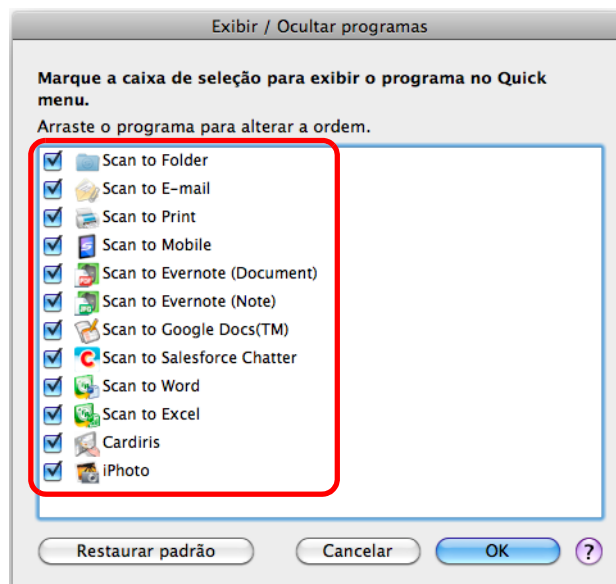 Exibir / Ocultar programas
Marque a caixa de seleção para exibir o programa no Quick
menu.
Arraste o programa para alterar a ordem.
Scan to Folder
Scan to E-mail
Scan to Print
Scan to Mobile
Scan to Evernote (Document)
Scan to Evernote (Note)
Scan to Google Docs(TM)
Scan to Salesforce Chatter
Scan to Word
Scan to Excel
Cardiris
iPhoto
Restaurar padrão Cancelar OK ?